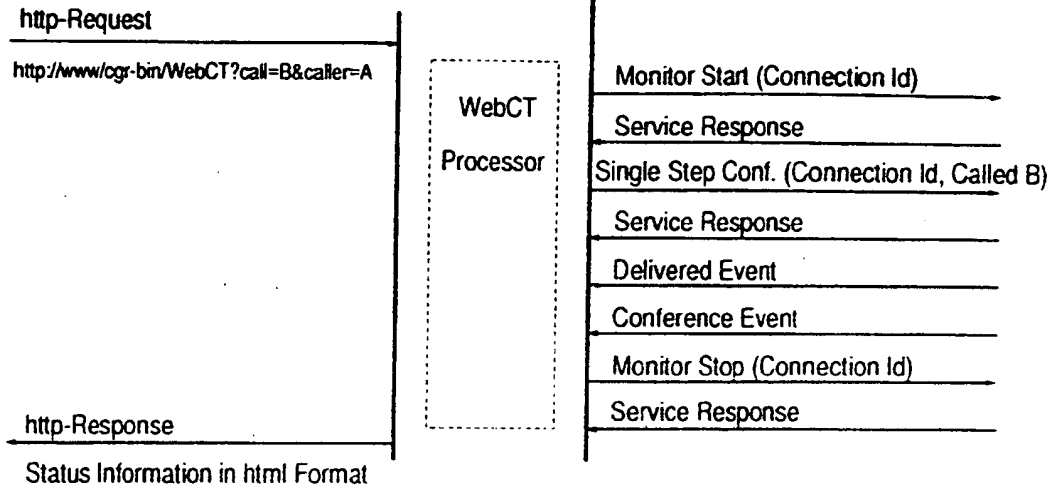 http-Request
http://www/cgr-bin/WebCT?call=B&caller=A
WebCT
Processor
Monitor Start (Connection Id)
Service Response
Single Step Conf. (Connection Id, Called B)
Service Response
Delivered Event
Conference Event
Monitor Stop (Connection Id)
Service Response
http-Response
Status Information in html Format